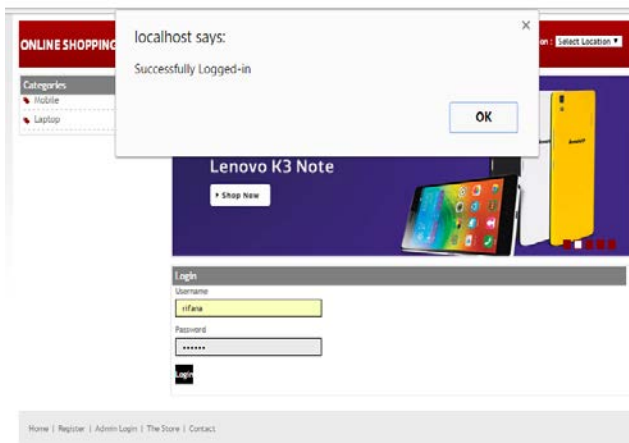 localhost says:
Successfully Logged-in
OK
ONLINE SHOPPING
on : Select Location
Categories
Mobile
Laptop
Lenovo K3 Note
Shop Now
Login
Username
rifana
Password
Login
Home | Register | Admin Login | The Store | Contact